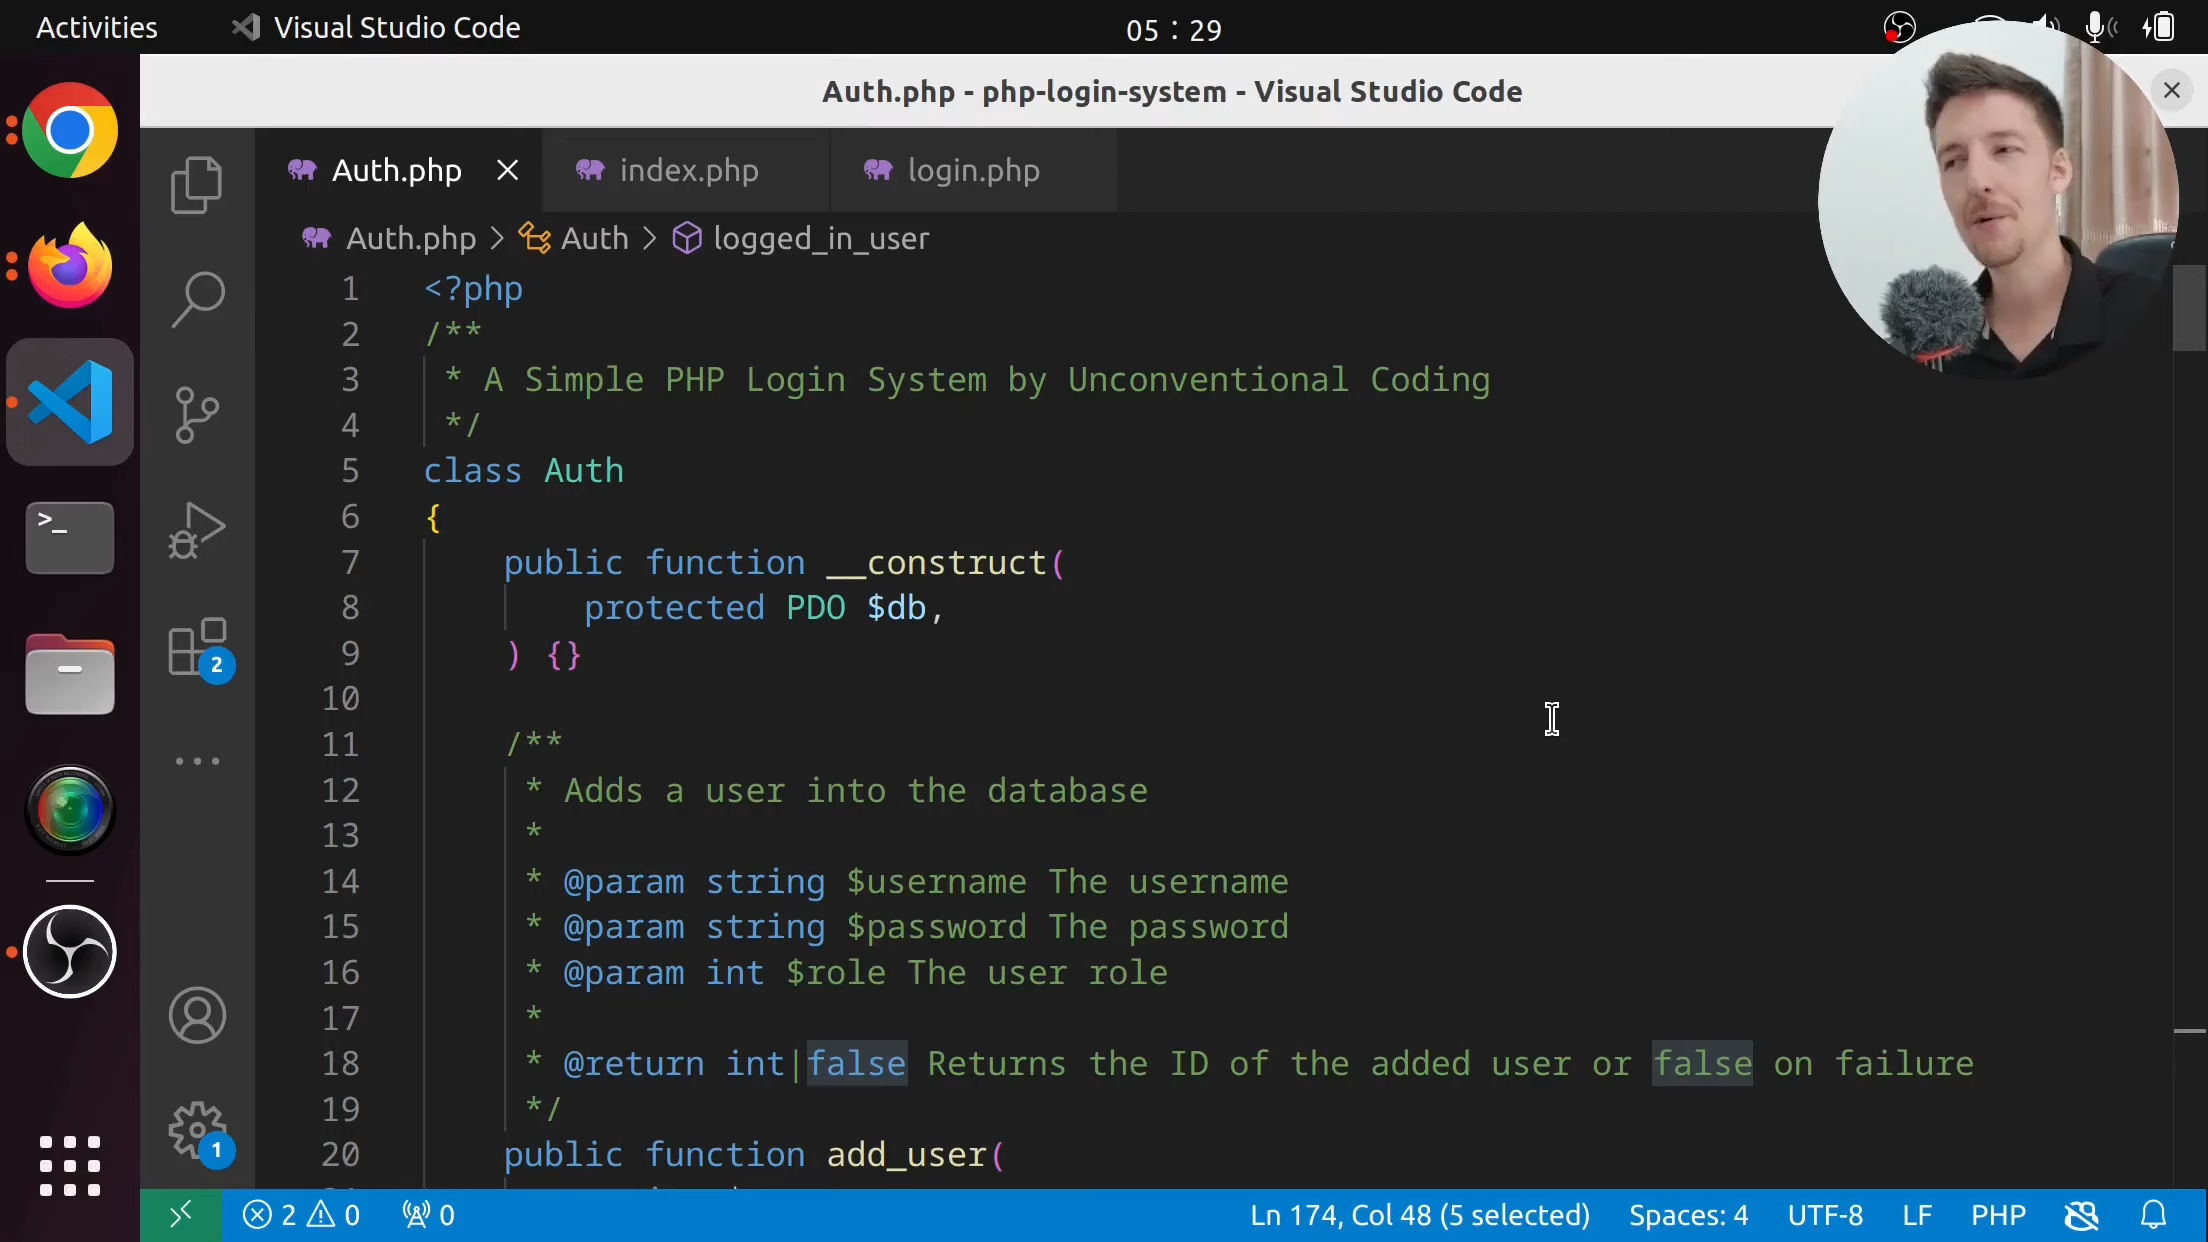 Activities
Visual Studio Code
05 : 29
Auth.php - php-login-system - Visual Studio Code
Auth.php
index.php
login.php
Auth.php > Auth > logged_in_user
1 <?php
2 /**
3 * A Simple PHP Login System by Unconventional Coding
4 */
5 class Auth
6 {
7 public function __construct(
8 protected PDO $db,
9 ) {}
10
11 /**
12 * Adds a user into the database
13 *
14 * @param string $username The username
15 * @param string $password The password
16 * @param int $role The user role
17 *
18 * @return int|false Returns the ID of the added user or false on failure
19 */
20 public function add_user(
2
1
2 0
0
Ln 174, Col 48 (5 selected)
Spaces: 4
UTF-8
LF
PHP